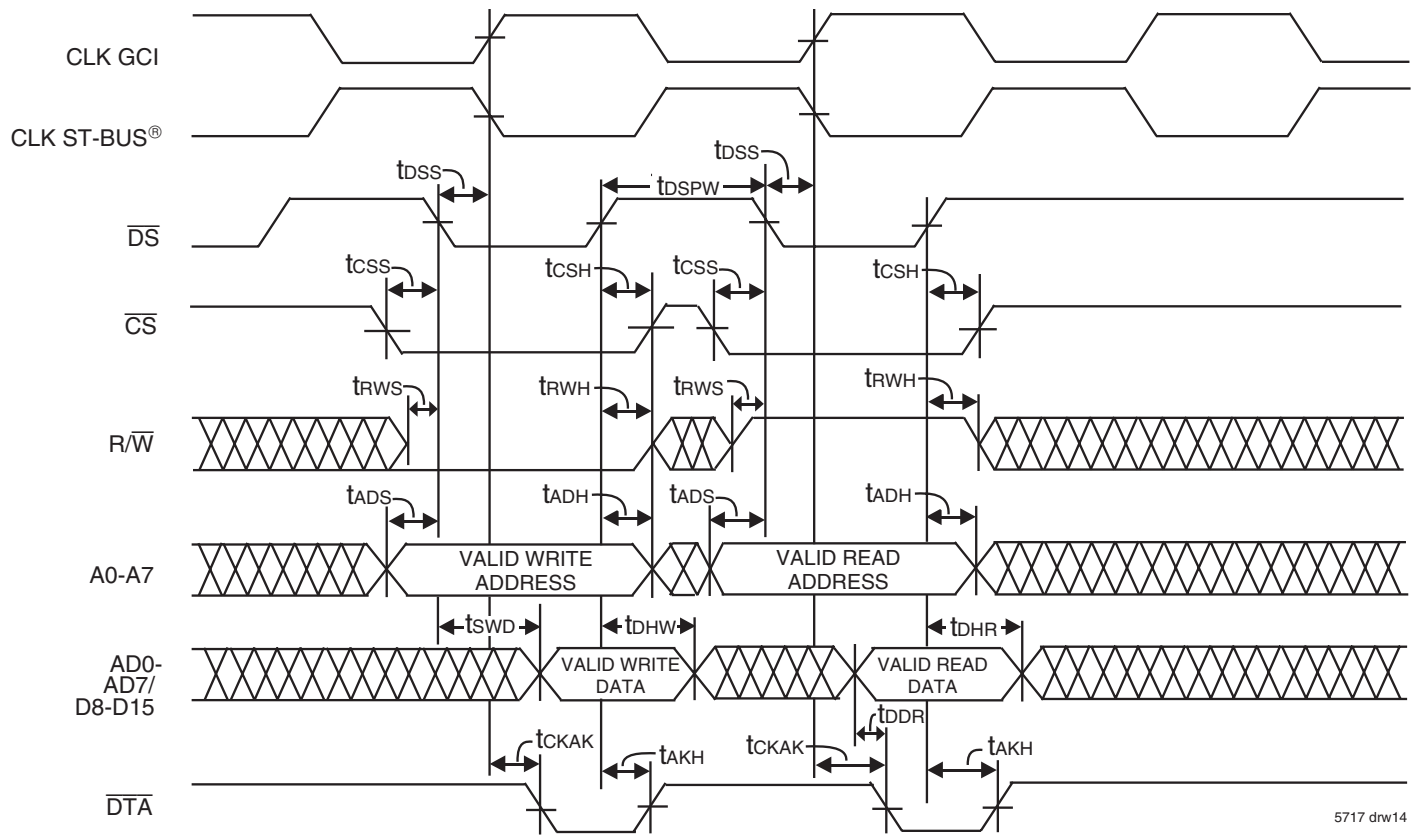 CLK GCI
CLK ST-BUS®
tDSS
tDSPW
tDSS
DS
tCSS
tCSH
tCSS
tCSH
CS
tRWS
tRWH
tRWS
tRWH
R/W
tADS
tADH
tADS
tADH
A0-A7
VALID WRITE
ADDRESS
VALID READ
ADDRESS
tSWD
tDHW
tDHR
AD0-
AD7/
D8-D15
VALID WRITE
DATA
VALID READ
DATA
tDDR
tCKAK
tAKH
tCKAK
tAKH
DTA
5717 drw14